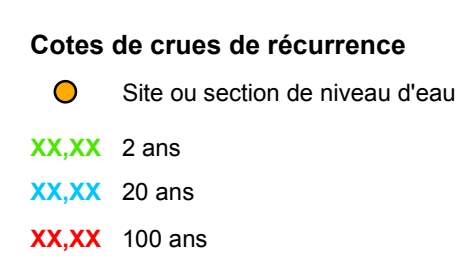 Cotes de crues de récurrence
Site ou section de niveau d'eau
XX,XX 2 ans
XX,XX 20 ans
XX,XX 100 ans